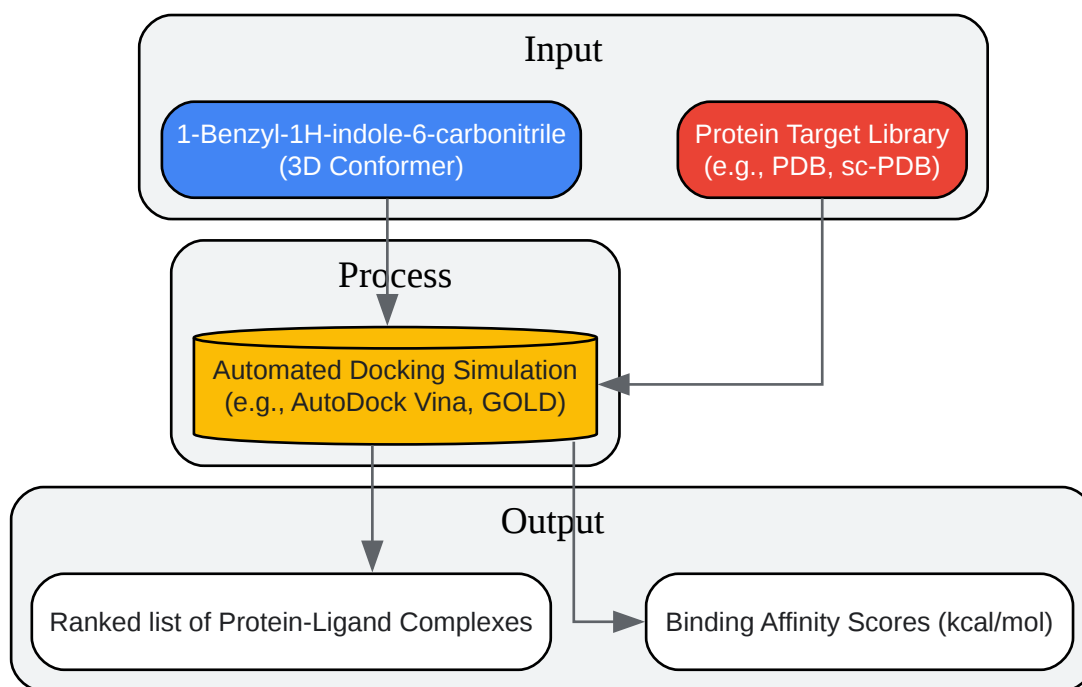 Input
1-Benzyl-1H-indole-6-carbonitrile
(3D Conformer)
Protein Target Library
(e.g., PDB, sc-PDB)
Process
Automated Docking Simulation
(e.g., AutoDock Vina, GOLD)
Output
Ranked list of Protein-Ligand Complexes
Binding Affinity Scores (kcal/mol)